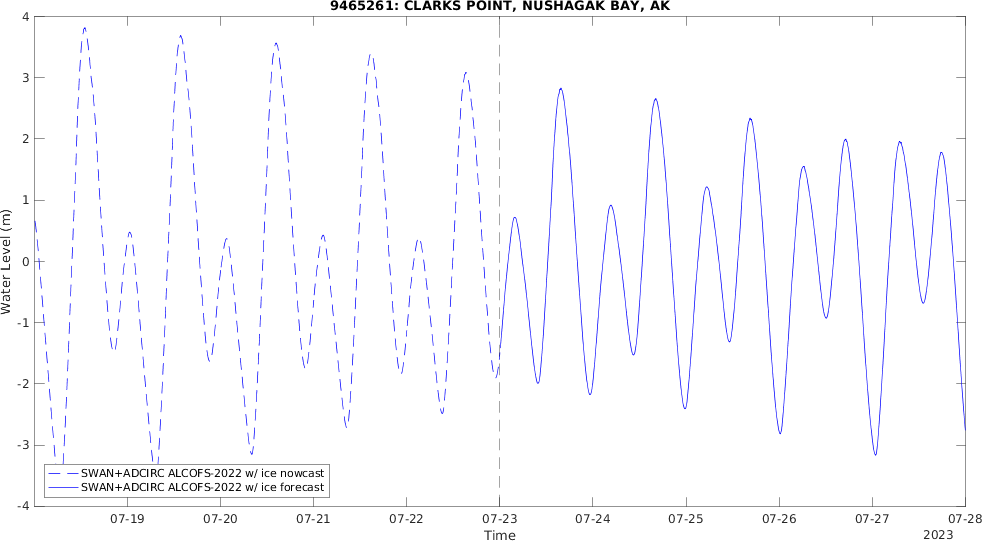 9465261: CLARKS POINT, NUSHAGAK BAY, AK
4
3
2
1
0
-1
-2
-3
-4
Water Level (m)
SWAN+ADCIRC ALCOFS-2022 w/ ice nowcast
SWAN+ADCIRC ALCOFS-2022 w/ ice forecast
07-19 07-20 07-21 07-22 07-23 07-24 07-25 07-26 07-27 07-28
Time
2023